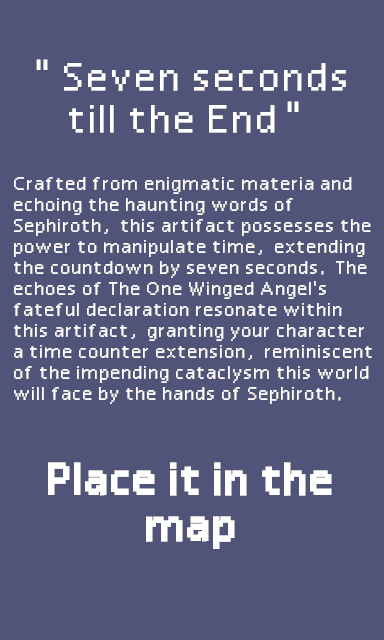 " Seven seconds
till the End "
Crafted from enigmatic materia and
echoing the haunting words of
Sephiroth, this artifact possesses the
power to manipulate time, extending
the countdown by seven seconds. The
echoes of The One Winged Angel's
fateful declaration resonate within
this artifact, granting your character
a time counter extension, reminiscent
of the impending cataclysm this world
will face by the hands of Sephiroth.
Place it in the
map